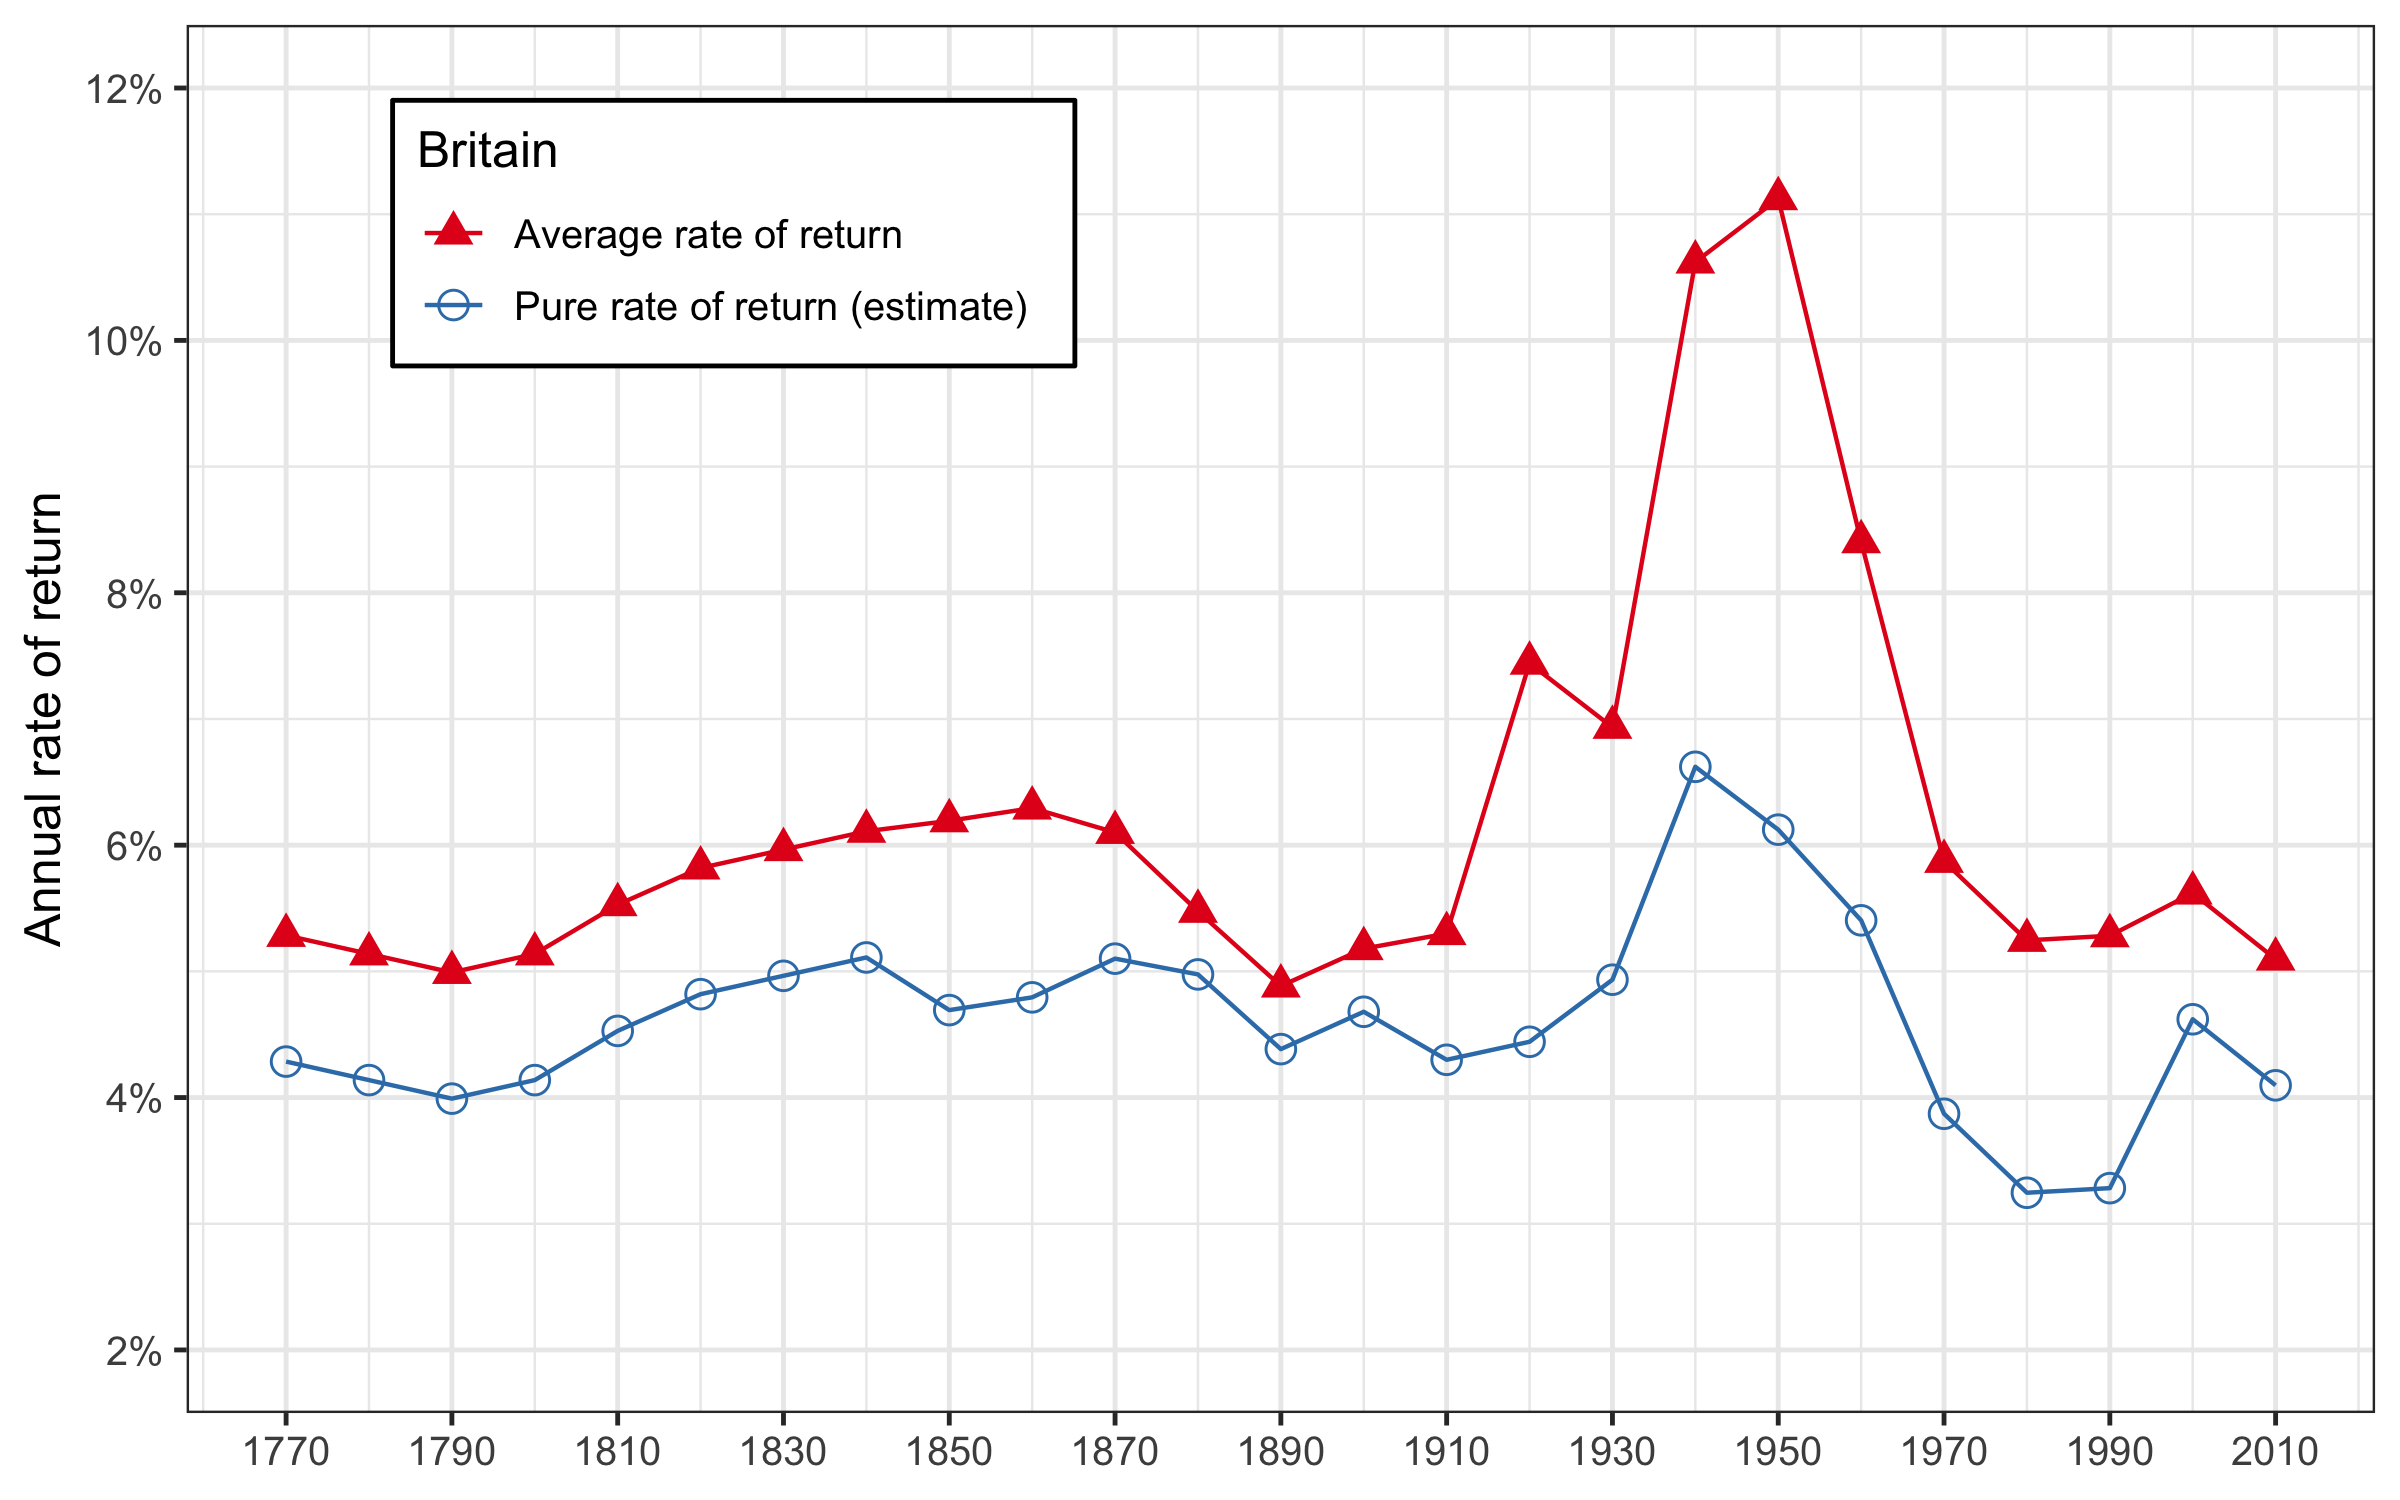 Britain
Average rate of return
Pure rate of return (estimate)
Annual rate of return
12%
10%
8%
6%
4%
2%
1770 1790 1810 1830 1850 1870 1890 1910 1930 1950 1970 1990 2010